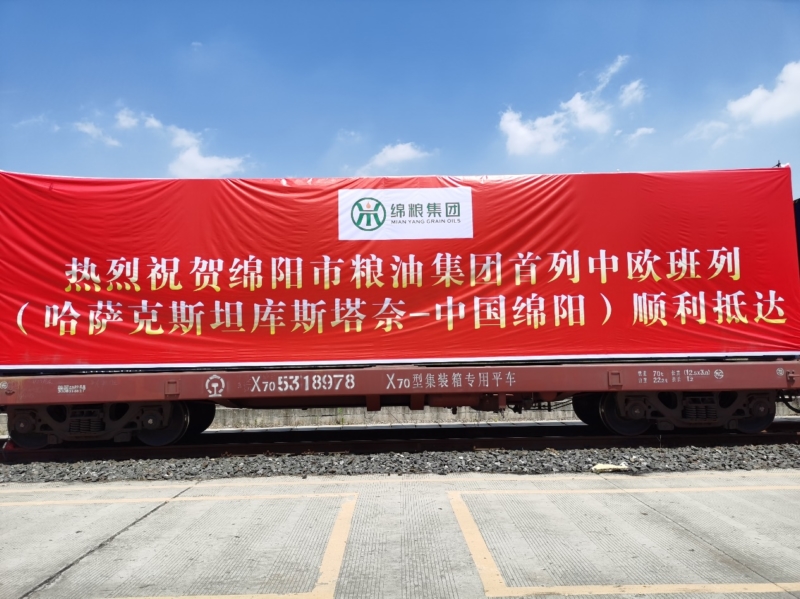 绵粮集团
MIAN YANG GRAIN OILS
热烈祝贺绵阳市粮油集团首列中欧班列
（哈萨克斯坦库斯塔奈-中国绵阳）顺利抵达
X70 5318978 X70型集装箱专用平车